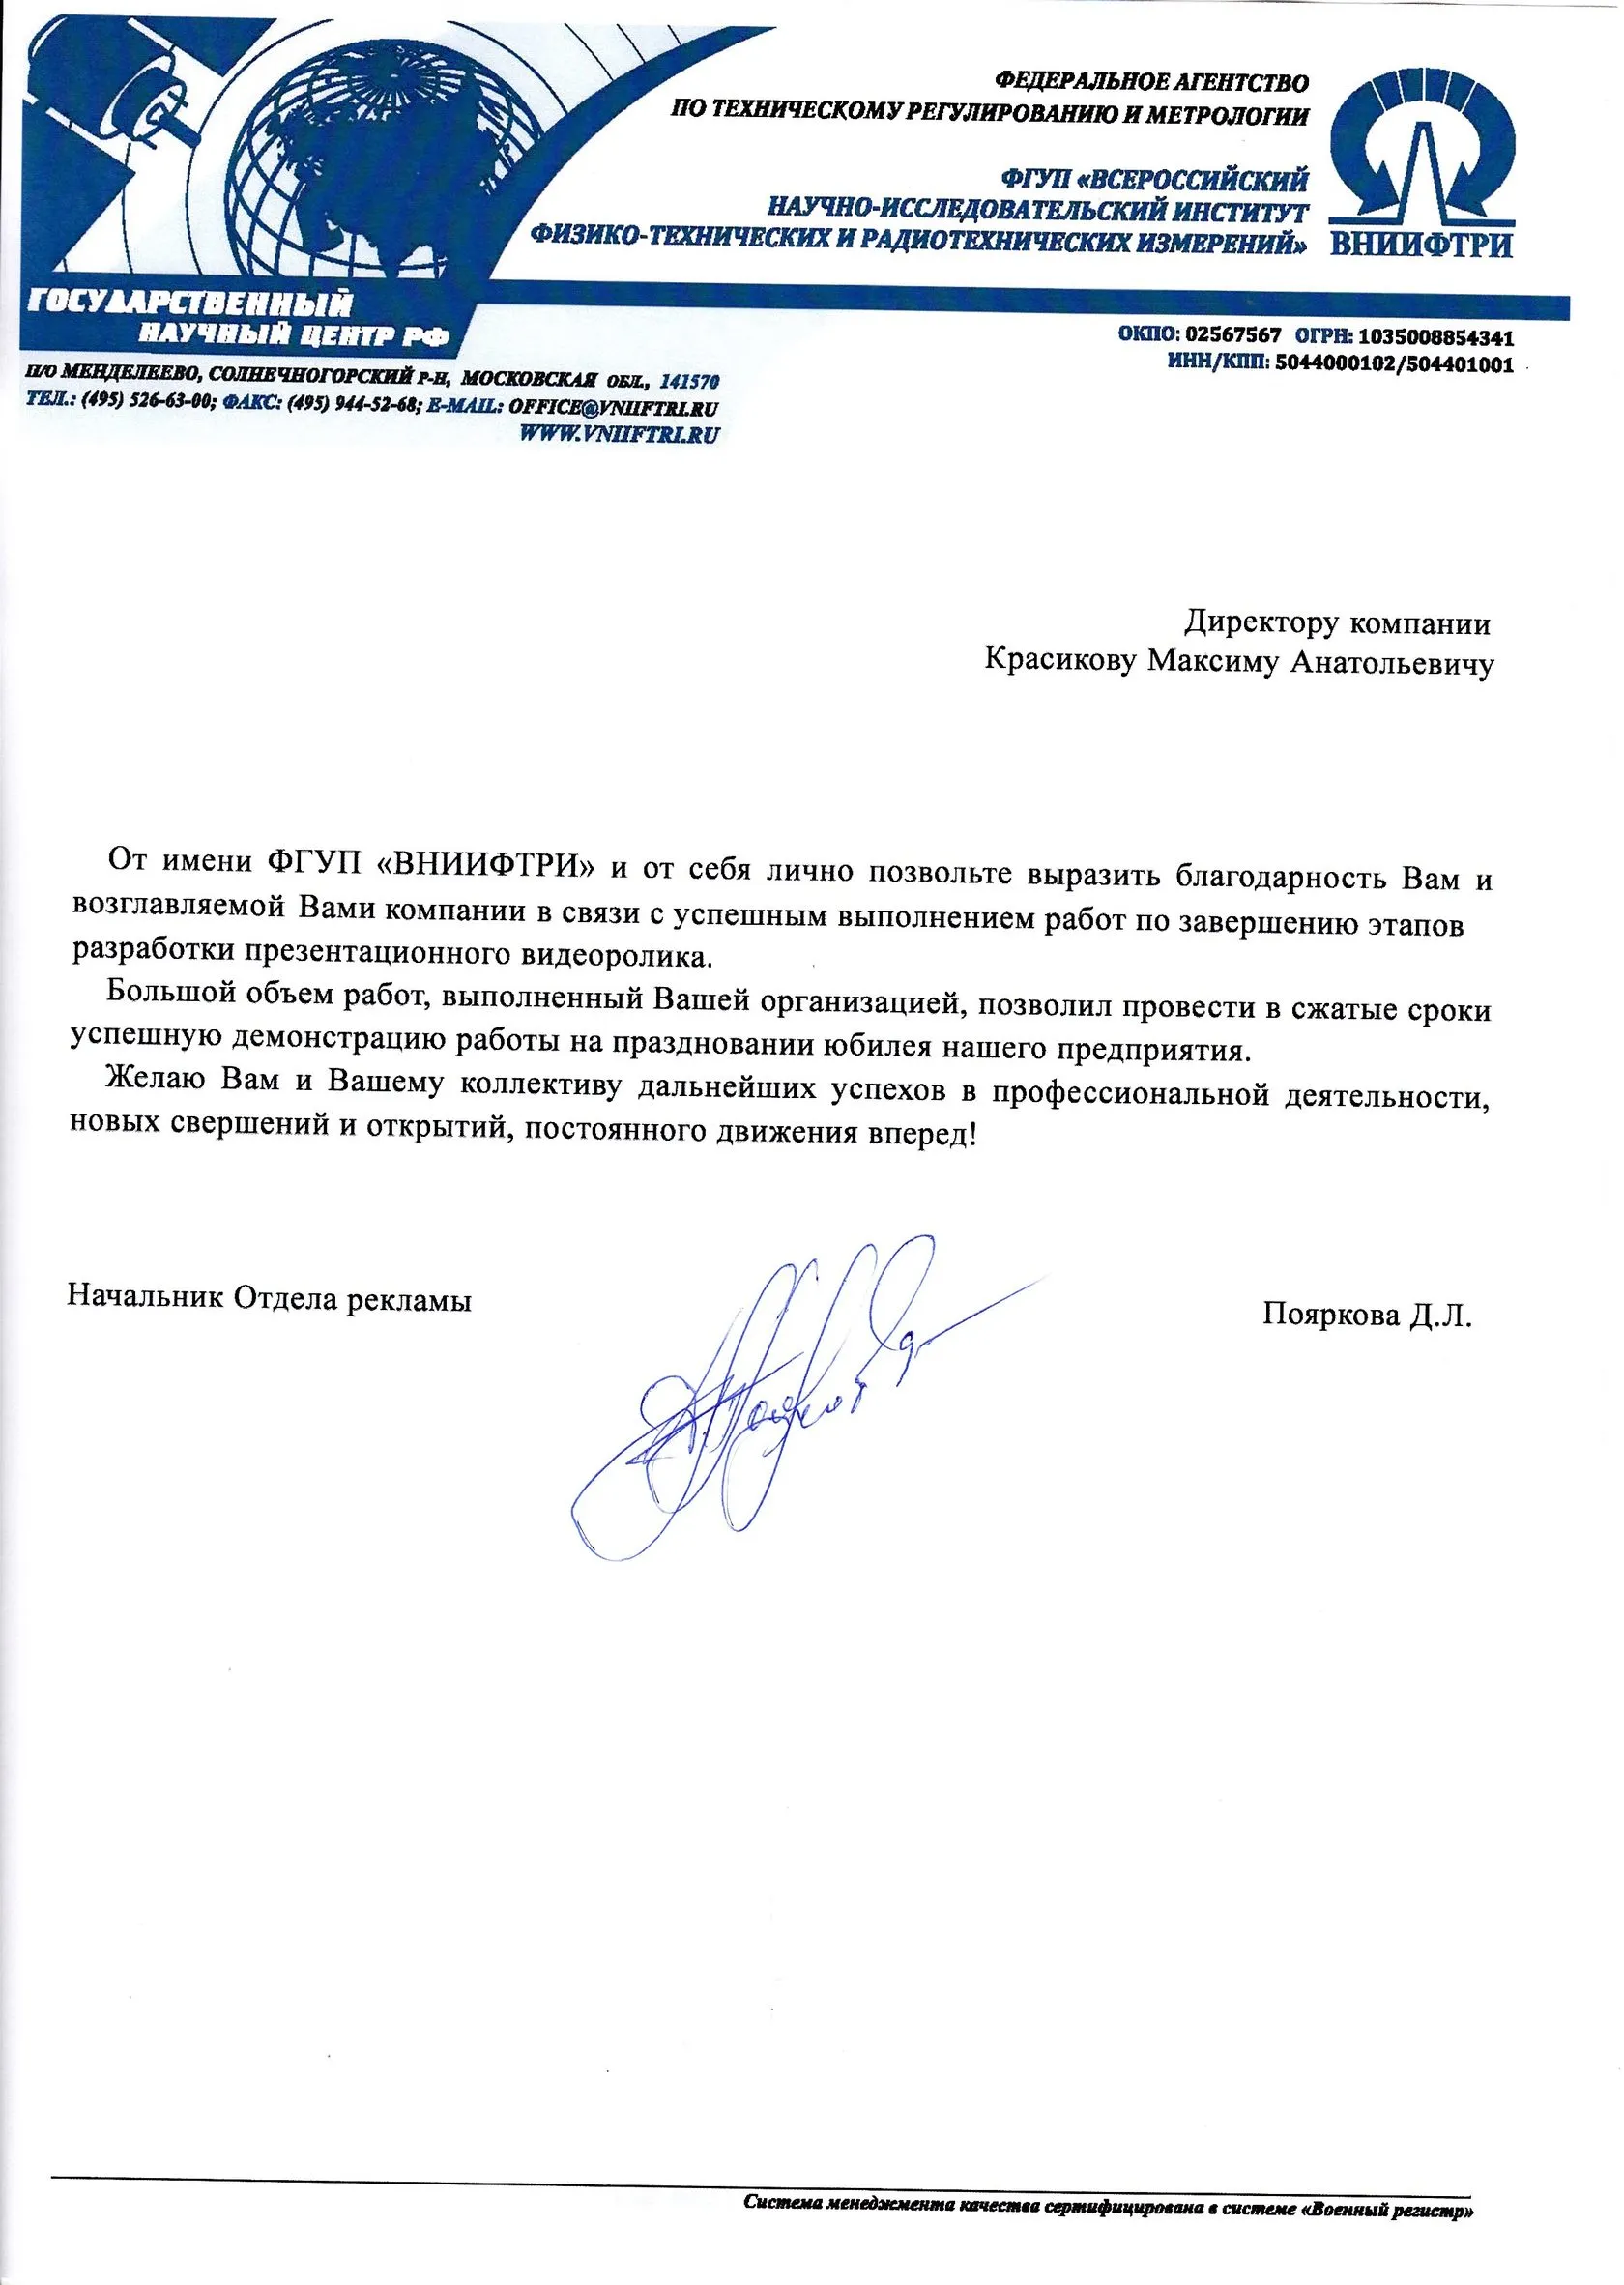 ФЕДЕРАЛЬНОЕ АГЕНТСТВО
ПО ТЕХНИЧЕСКОМУ РЕГУЛИРОВАНИЮ И МЕТРОЛОГИИ
ФГУП «ВСЕРОССИЙСКИЙ
НАУЧНО-ИССЛЕДОВАТЕЛЬСКИЙ ИНСТИТУТ
ФИЗИКО-ТЕХНИЧЕСКИХ И РАДИОТЕХНИЧЕСКИХ ИЗМЕРЕНИЙ»
ВНИИФТРИ
ГОСУДАРСТВЕННЫЙ
НАУЧНЫЙ ЦЕНТР РФ
ОКПО: 02567567 ОГРН: 1035008854341
ИНН/КПП: 5044000102/504401001
П/О МЕНДЕЛЕЕВО, СОЛНЕЧНОГОРСКИЙ Р-Н, МОСКОВСКАЯ ОБЛ., 141570
ТЕЛ.: (495) 526-63-00; ФАКС: (495) 944-52-68; E-MAIL: OFFICE@VNIIFTRI.RU
WWW.VNIIFTRI.RU
Директору компании
Красикову Максиму Анатольевичу
От имени ФГУП «ВНИИФТРИ» и от себя лично позвольте выразить благодарность Вам и
возглавляемой Вами компании в связи с успешным выполнением работ по завершению этапов
разработки презентационного видеоролика.
Большой объем работ, выполненный Вашей организацией, позволил провести в сжатые сроки
успешную демонстрацию работы на праздновании юбилея нашего предприятия.
Желаю Вам и Вашему коллективу дальнейших успехов в профессиональной деятельности,
новых свершений и открытий, постоянного движения вперед!
Начальник Отдела рекламы
Пояркова Д.Л.
Система менеджмента качества сертифицирована в системе «Военный регистр»